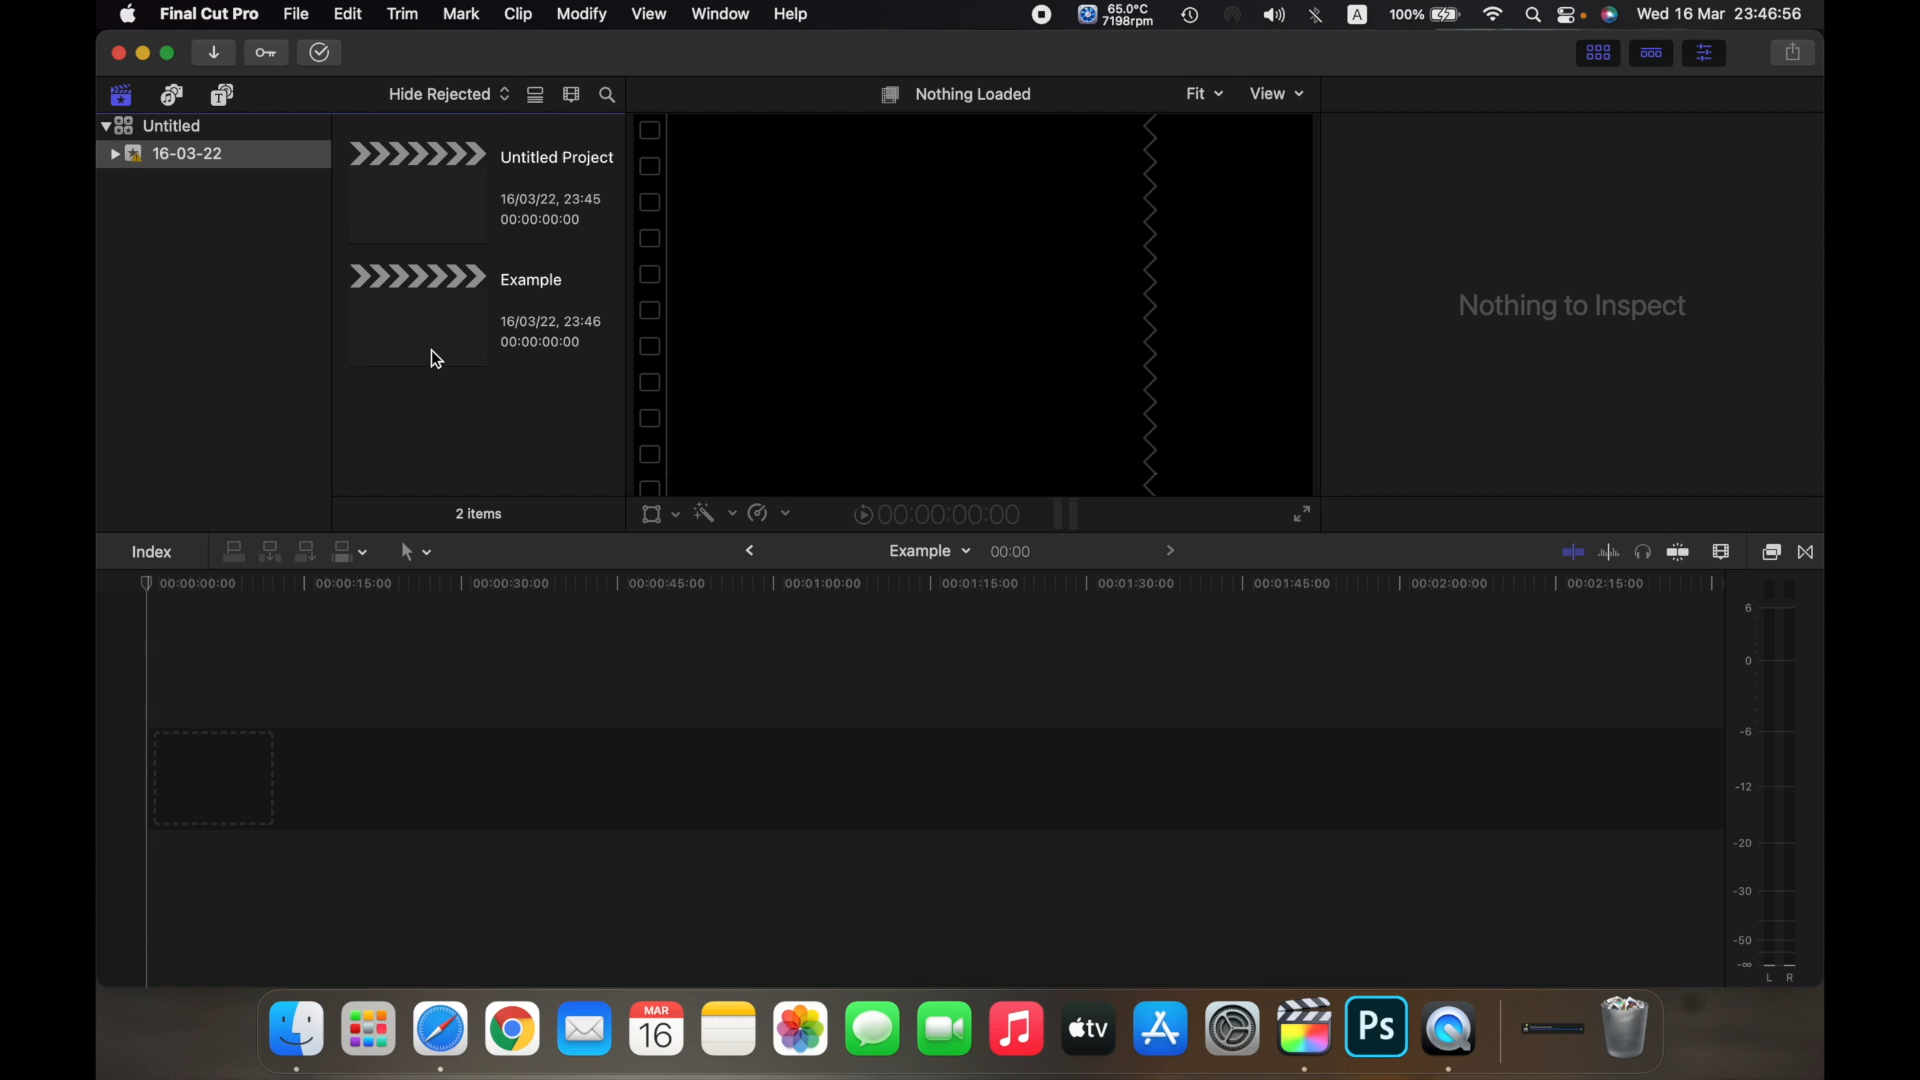 Final Cut Pro File Edit Trim Mark Clip Modify View Window Help 65.0°C 7198rpm A 100% Wed 16 Mar 23:46:56
Hide Rejected
Nothing Loaded
Fit View
Untitled
16-03-22
Untitled Project
16/03/22, 23:45
00:00:00:00
Example
16/03/22, 23:46
00:00:00:00
2 items
Nothing to Inspect
00:00:00:00
Index
Example 00:00
00:00:00:00 00:00:15:00 00:00:30:00 00:00:45:00 00:01:00:00 00:01:15:00 00:01:30:00 00:01:45:00 00:02:00:00 00:02:15:00
6
0
-6
-12
-20
-30
-50
-∞
L R
MAR
16
tv
Ps